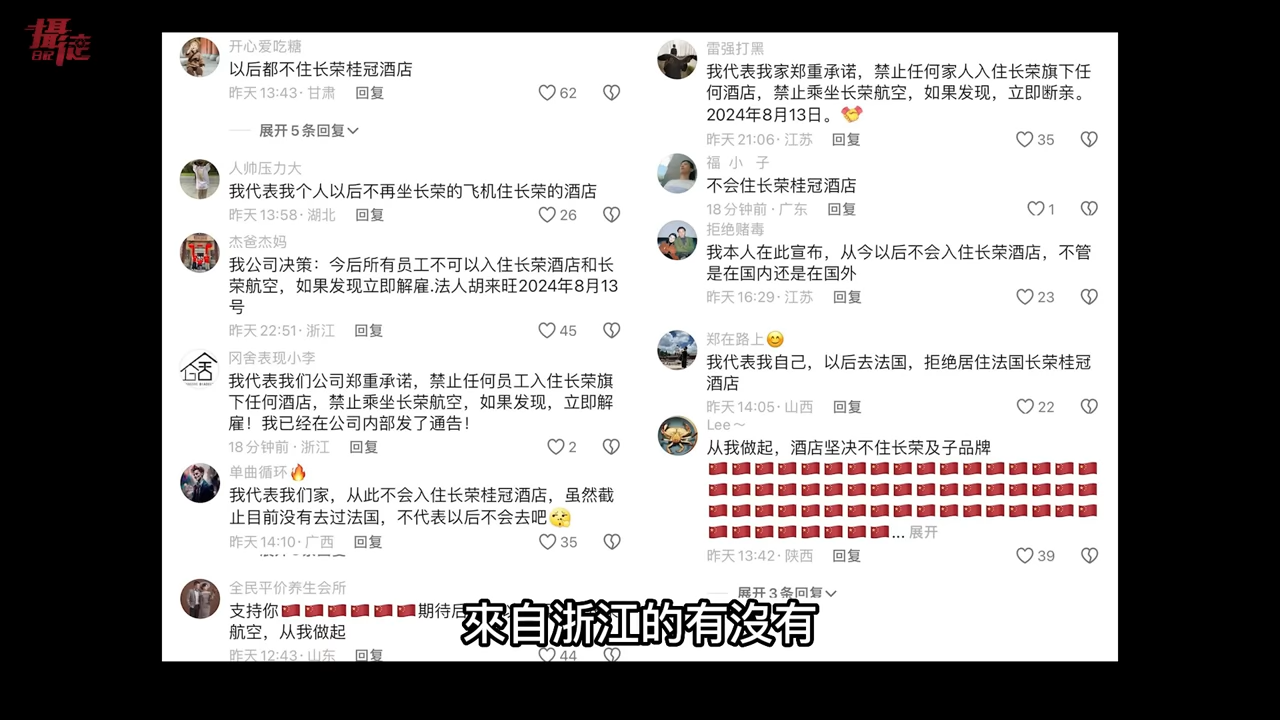 攝徒
日記
开心爱吃糖
以后都不住长荣桂冠酒店
昨天 13:43 · 甘肃 回复 62
展开 5 条回复
人帅压力大
我代表我个人以后不再坐长荣的飞机住长荣的酒店
昨天 13:58 · 湖北 回复 26
杰爸杰妈
我公司决策：今后所有员工不可以入住长荣酒店和长
荣航空，如果发现立即解雇.法人胡来旺2024年8月13
号
昨天 22:51 · 浙江 回复 45
冈舍表现小李
我代表我们公司郑重承诺，禁止任何员工入住长荣旗
下任何酒店，禁止乘坐长荣航空，如果发现，立即解
雇！我已经在公司内部发了通告！
18分钟前 · 浙江 回复 2
单曲循环🔥
我代表我们家，从此不会入住长荣桂冠酒店，虽然截
止目前没有去过法国，不代表以后不会去吧
昨天 14:10 · 广西 回复 35
全民平价养生会所
支持你🇨🇳🇨🇳🇨🇳🇨🇳🇨🇳🇨🇳期待后
航空，从我做起
昨天 12:43 · 山东 回复 44
雷强打黑
我代表我家郑重承诺，禁止任何家人入住长荣旗下任
何酒店，禁止乘坐长荣航空，如果发现，立即断亲。
2024年8月13日。
昨天 21:06 · 江苏 回复 35
福 小 子
不会住长荣桂冠酒店
18分钟前 · 广东 回复 1
拒绝赌毒
我本人在此宣布，从今以后不会入住长荣酒店，不管
是在国内还是在国外
昨天 16:29 · 江苏 回复 23
郑在路上😊
我代表我自己，以后去法国，拒绝居住法国长荣桂冠
酒店
昨天 14:05 · 山西 回复 22
Lee～
从我做起，酒店坚决不住长荣及子品牌
... 展开
昨天 13:42 · 陕西 回复 39
展开 3 条回复
來自浙江的有沒有